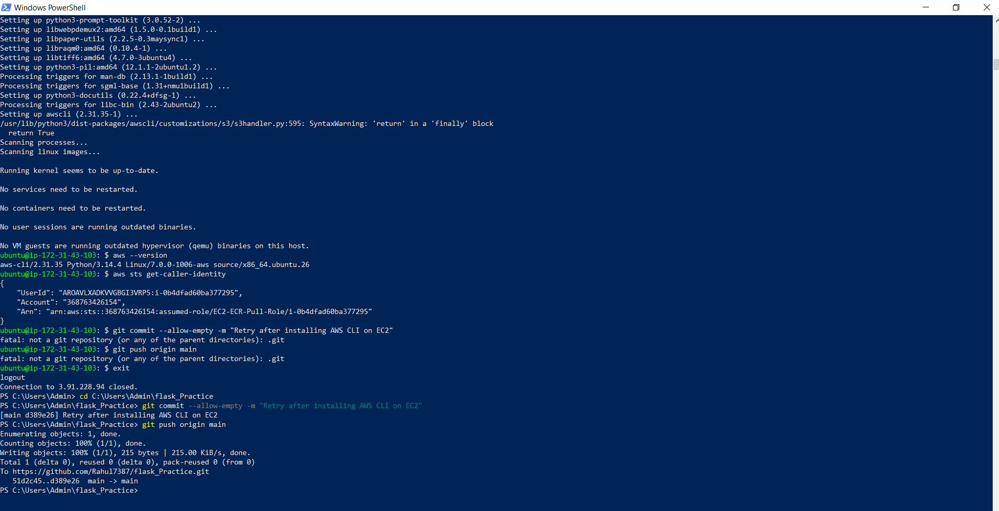 Windows PowerShell
Setting up python3-prompt-toolkit (3.0.52-2) ...
Setting up libwebpdemux2:amd64 (1.5.0-0.1build1) ...
Setting up libpaper-utils (2.2.5-0.3maysync1) ...
Setting up libraqm0:amd64 (0.10.4-1) ...
Setting up libtiff6:amd64 (4.7.0-3ubuntu4) ...
Setting up python3-pil:amd64 (12.1.1-2ubuntu1.2) ...
Processing triggers for man-db (2.13.1-1build1) ...
Processing triggers for sgml-base (1.31+nmu1build1) ...
Setting up python3-docutils (0.22.4+dfsg-1) ...
Processing triggers for libc-bin (2.43-2ubuntu2) ...
Setting up awscli (2.31.35-1) ...
/usr/lib/python3/dist-packages/awscli/customizations/s3/s3handler.py:595: SyntaxWarning: 'return' in a 'finally' block
  return True
Scanning processes...
Scanning linux images...
Running kernel seems to be up-to-date.
No services need to be restarted.
No containers need to be restarted.
No user sessions are running outdated binaries.
No VM guests are running outdated hypervisor (qemu) binaries on this host.
ubuntu@ip-172-31-43-103: $ aws --version
aws-cli/2.31.35 Python/3.14.4 Linux/7.0.0-1006-aws source/x86_64.ubuntu.26
ubuntu@ip-172-31-43-103: $ aws sts get-caller-identity
{
    "UserId": "AROAVLXADKVVGBGI3VRP5:i-0b4dfad60ba377295",
    "Account": "368763426154",
    "Arn": "arn:aws:sts::368763426154:assumed-role/EC2-ECR-Pull-Role/i-0b4dfad60ba377295"
}
ubuntu@ip-172-31-43-103: $ git commit --allow-empty -m "Retry after installing AWS CLI on EC2"
fatal: not a git repository (or any of the parent directories): .git
ubuntu@ip-172-31-43-103: $ git push origin main
fatal: not a git repository (or any of the parent directories): .git
ubuntu@ip-172-31-43-103: $ exit
logout
Connection to 3.91.228.94 closed.
PS C:\Users\Admin> cd C:\Users\Admin\flask_Practice
PS C:\Users\Admin\flask_Practice> git commit --allow-empty -m "Retry after installing AWS CLI on EC2"
[main d389e26] Retry after installing AWS CLI on EC2
PS C:\Users\Admin\flask_Practice> git push origin main
Enumerating objects: 1, done.
Counting objects: 100% (1/1), done.
Writing objects: 100% (1/1), 215 bytes | 215.00 KiB/s, done.
Total 1 (delta 0), reused 0 (delta 0), pack-reused 0 (from 0)
To https://github.com/Rahul7387/flask_Practice.git
   51d2c45..d389e26  main -> main
PS C:\Users\Admin\flask_Practice>